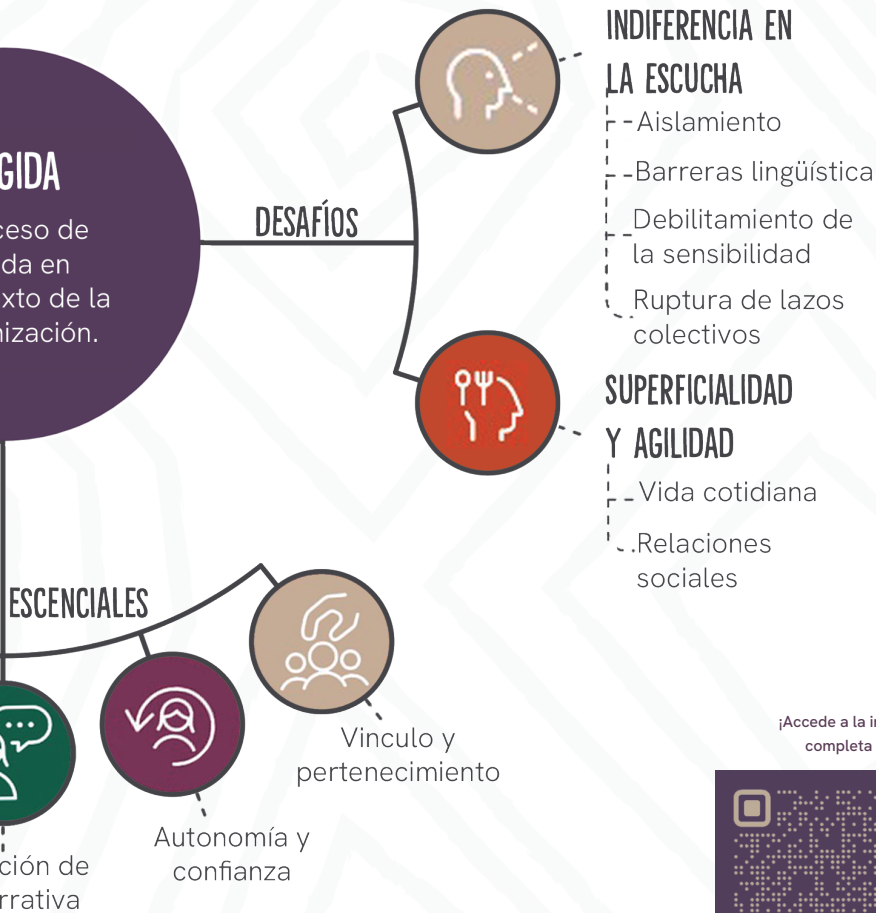 GIDA
ceso de
da en
xto de la
nización.
DESAFÍOS
INDIFERENCIA EN
LA ESCUCHA
Aislamiento
Barreras lingüística
Debilitamiento de
la sensibilidad
Ruptura de lazos
colectivos
SUPERFICIALIDAD
Y AGILIDAD
Vida cotidiana
Relaciones
sociales
ESCENCIALES
Vinculo y
pertenecimiento
Autonomía y
confianza
ción de
rrativa
¡Accede a la i
completa